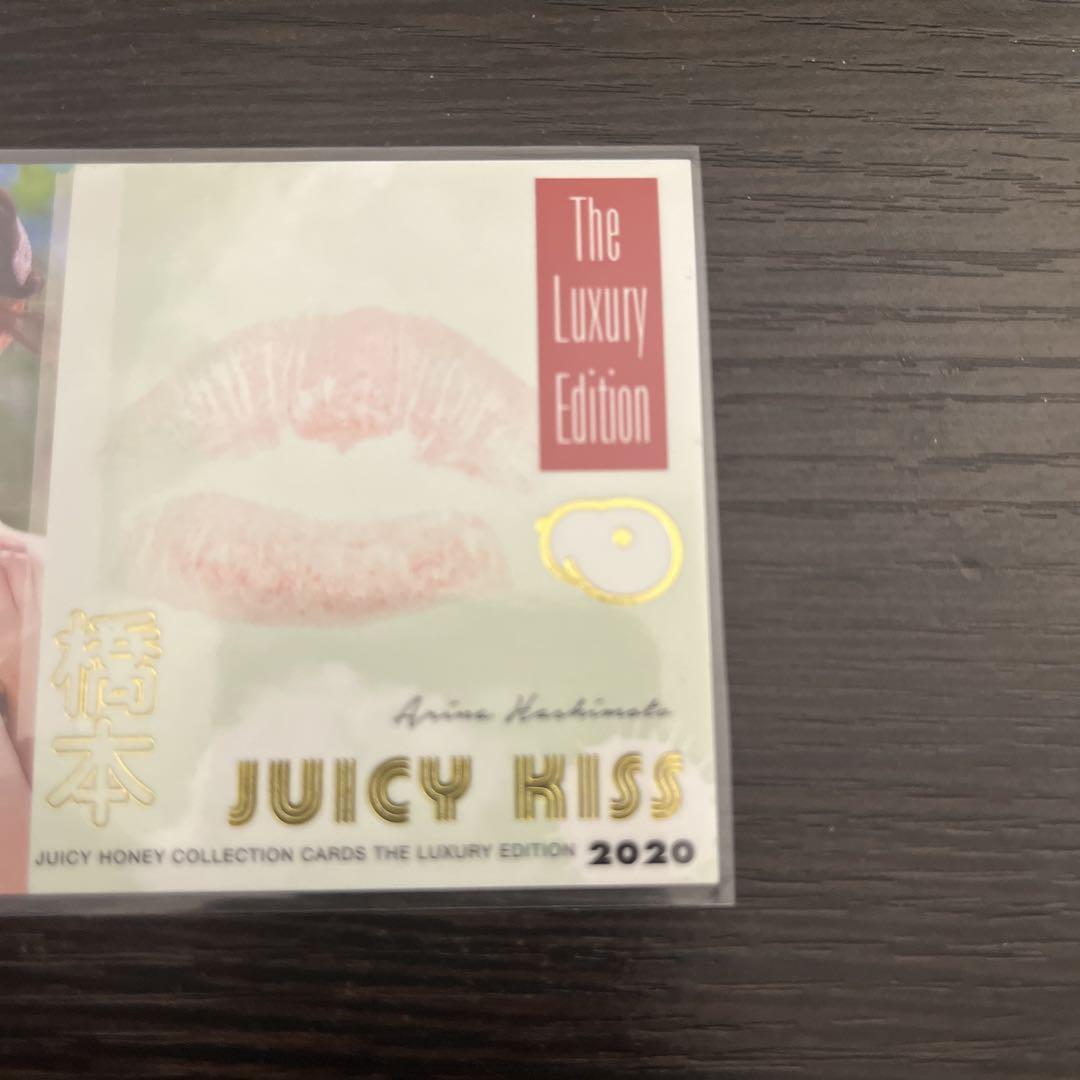 The
Luxury
Edition
橋本
Arina Hashimoto
JUICY KISS
JUICY HONEY COLLECTION CARDS THE LUXURY EDITION 2020